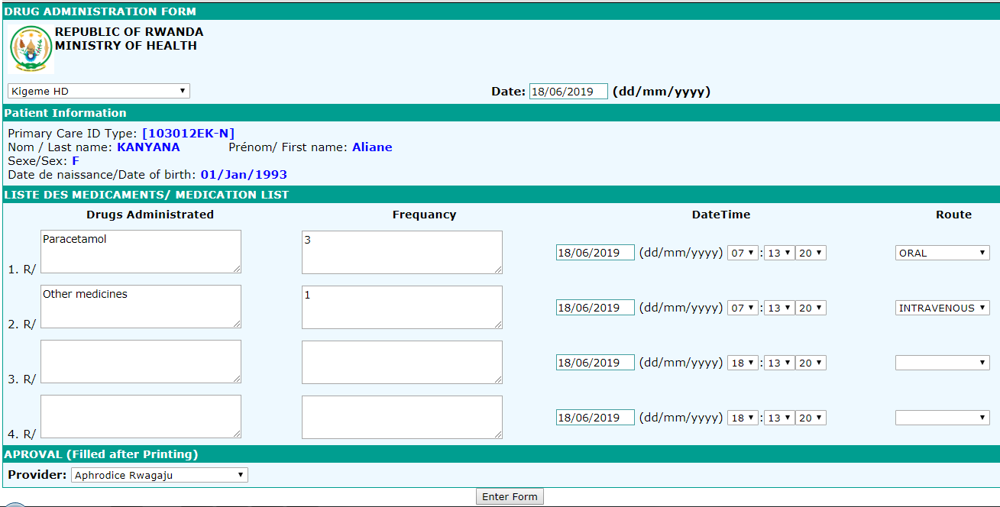 DRUG ADMINISTRATION FORM
REPUBLIC OF RWANDA
MINISTRY OF HEALTH
Kigeme HD Date: 18/06/2019 (dd/mm/yyyy)
Patient Information
Primary Care ID Type: [103012EK-N]
Nom / Last name: KANYANA Prénom/ First name: Aliane
Sexe/Sex: F
Date de naissance/Date of birth: 01/Jan/1993
LISTE DES MEDICAMENTS/ MEDICATION LIST
Drugs Administrated Frequancy DateTime Route
1. R/ Paracetamol 3 18/06/2019 (dd/mm/yyyy) 07 : 13 20 ORAL
2. R/ Other medicines 1 18/06/2019 (dd/mm/yyyy) 07 : 13 20 INTRAVENOUS
3. R/ 18/06/2019 (dd/mm/yyyy) 18 : 13 20
4. R/ 18/06/2019 (dd/mm/yyyy) 18 : 13 20
APROVAL (Filled after Printing)
Provider: Aphrodice Rwagaju
Enter Form